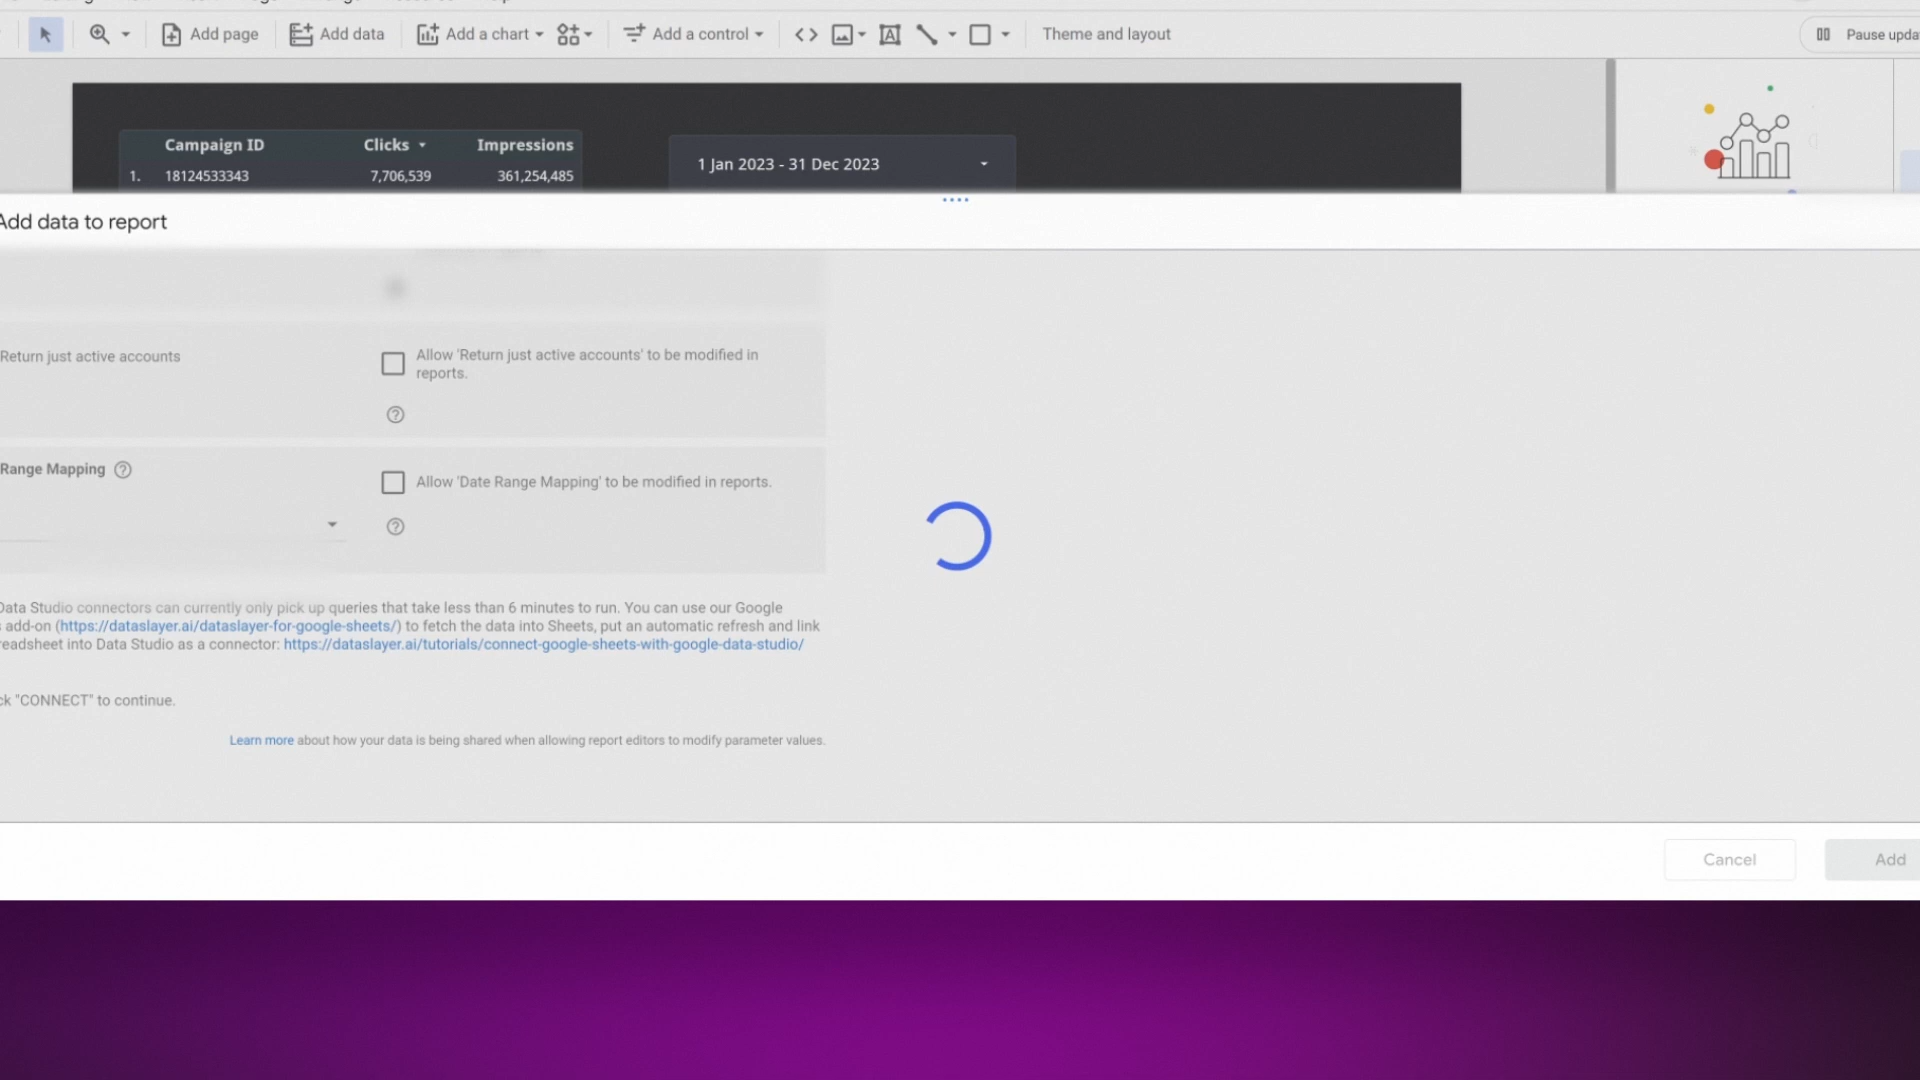 Add page
Add data
Add a chart
Add a control
Theme and layout
Pause
Campaign ID Clicks Impressions
1. 18124533343 7,706,539 361,254,485
1 Jan 2023 - 31 Dec 2023
Add data to report
Return just active accounts
Allow 'Return just active accounts' to be modified in
reports.
Range Mapping
Allow 'Date Range Mapping' to be modified in reports.
Data Studio connectors can currently only pick up queries that take less than 6 minutes to run. You can use our Google
add-on (https://dataslayer.ai/dataslayer-for-google-sheets/) to fetch the data into Sheets, put an automatic refresh and link
into Data Studio as a connector: https://dataslayer.ai/tutorials/connect-google-sheets-with-google-data-studio/
"CONNECT" to continue.
Learn more about how your data is being shared when allowing report editors to modify parameter values.
Cancel
Add